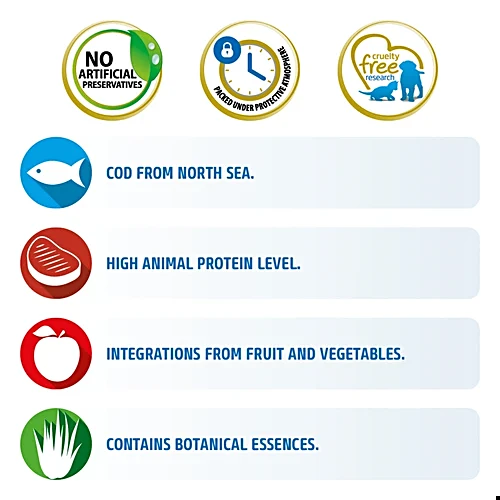 NO
ARTIFICIAL
PRESERVATIVES
PACKED UNDER PROTECTIVE ATMOSPHERE
cruelty
free
research
COD FROM NORTH SEA.
HIGH ANIMAL PROTEIN LEVEL.
INTEGRATIONS FROM FRUIT AND VEGETABLES.
CONTAINS BOTANICAL ESSENCES.